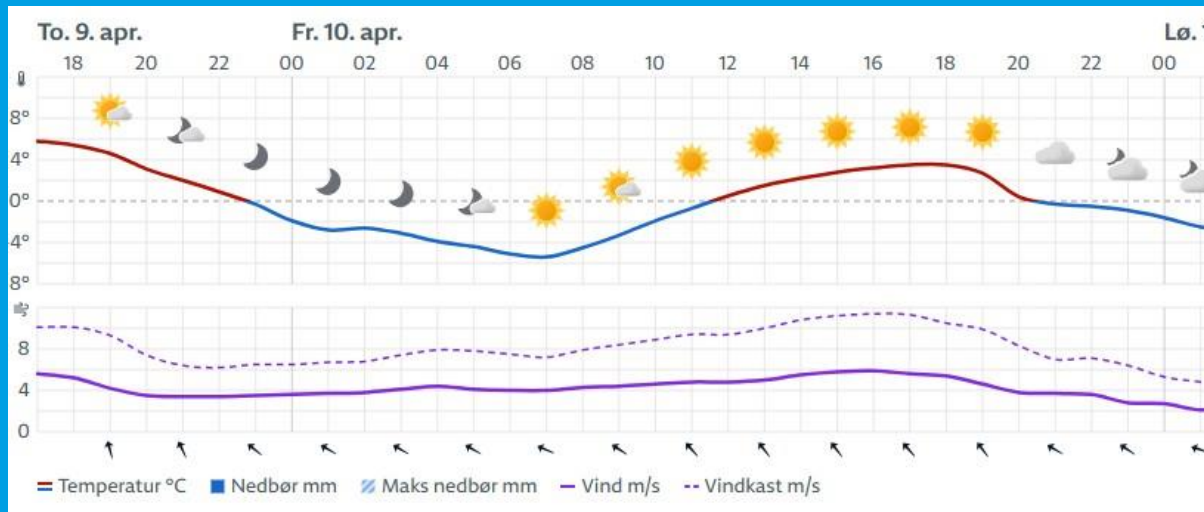 To. 9. apr. Fr. 10. apr. Lø. 1
18 20 22 00 02 04 06 08 10 12 14 16 18 20 22 00
8°
4°
0°
4°
8°
8
4
0
Temperatur °C Nedbør mm Maks nedbør mm Vind m/s Vindkast m/s